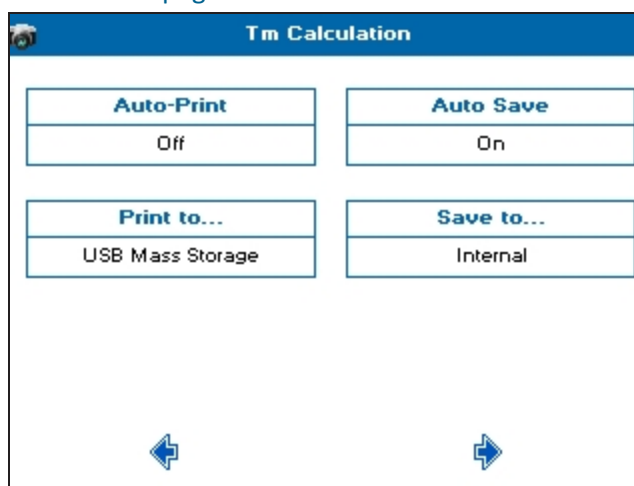 Tm Calculation
Auto-Print
Auto Save
Off
On
Print to...
Save to...
USB Mass Storage
Internal